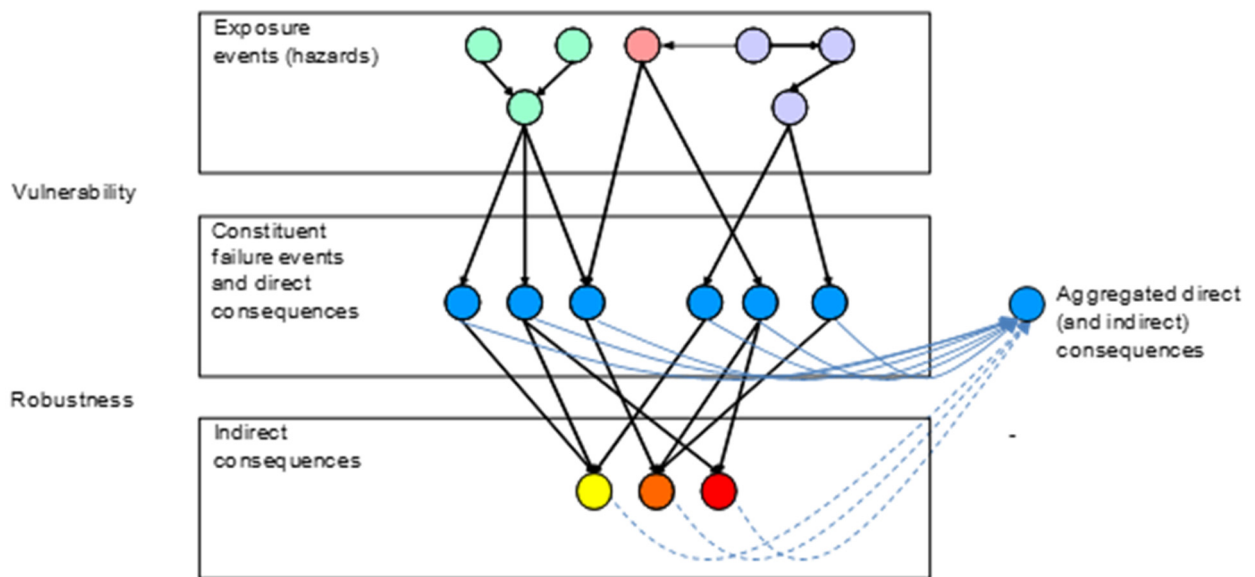 Exposure
events (hazards)
Vulnerability
Constituent
failure events
and direct
consequences
Aggregated direct
(and indirect)
consequences
Robustness
Indirect
consequences
-